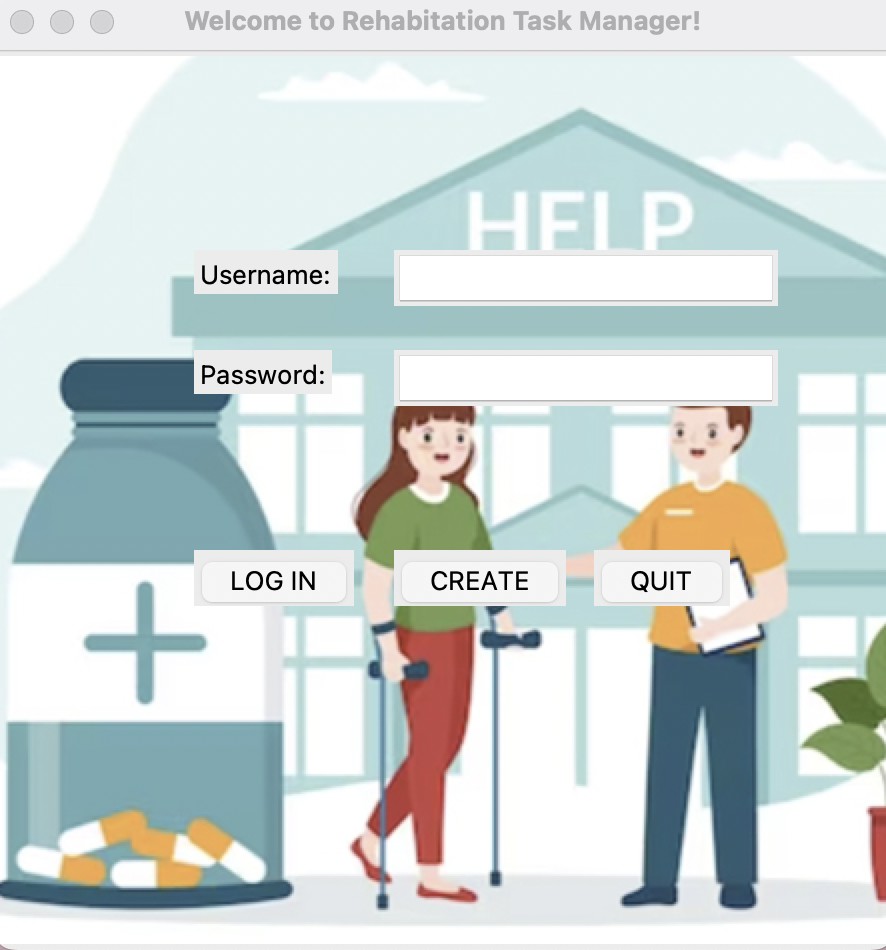 Welcome to Rehabitation Task Manager!
HELP
Username:
Password:
LOG IN
CREATE
QUIT